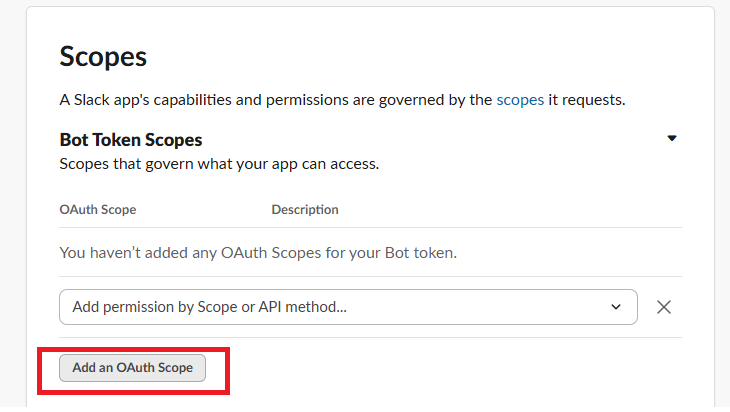 Scopes
A Slack app's capabilities and permissions are governed by the scopes it requests.
Bot Token Scopes
Scopes that govern what your app can access.
OAuth Scope Description
You haven’t added any OAuth Scopes for your Bot token.
Add permission by Scope or API method...
Add an OAuth Scope